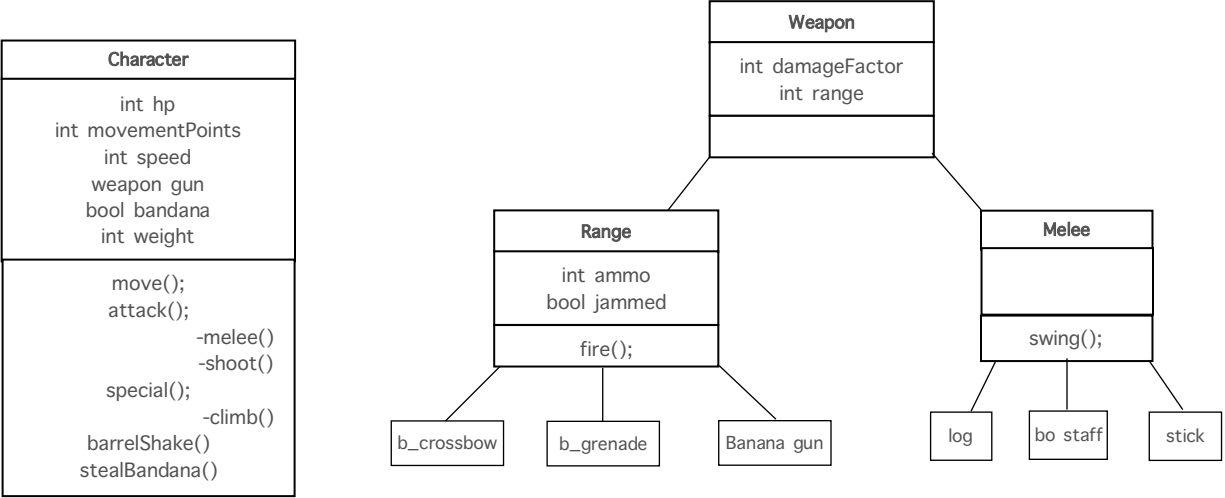 Character
int hp
int movementPoints
int speed
weapon gun
bool bandana
int weight
move();
attack();
-melee()
-shoot()
special();
-climb()
barrelShake()
stealBandana()
Weapon
int damageFactor
int range
Range
int ammo
bool jammed
fire();
Melee
swing();
b_crossbow
b_grenade
Banana gun
log
bo staff
stick